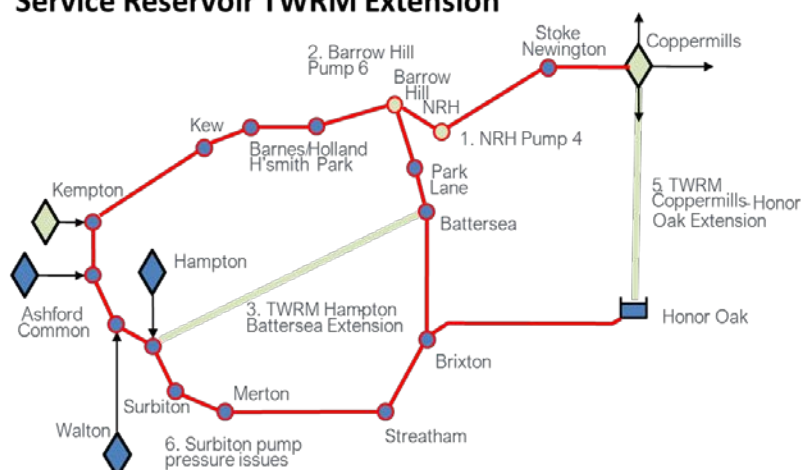 Service Reservoir TWRM Extension
Stoke
Newington
Coppermills
2. Barrow Hill
Pump 6
Barrow
Hill
NRH
1. NRH Pump 4
Kew
Barnes/Holland
H'smith Park
Park
Lane
Kempton
Battersea
5. TWRM
Coppermills-Honor
Oak Extension
Hampton
Ashford
Common
3. TWRM Hampton
Battersea Extension
Honor Oak
Brixton
Surbiton
Merton
Streatham
Walton
6. Surbiton pump
pressure issues